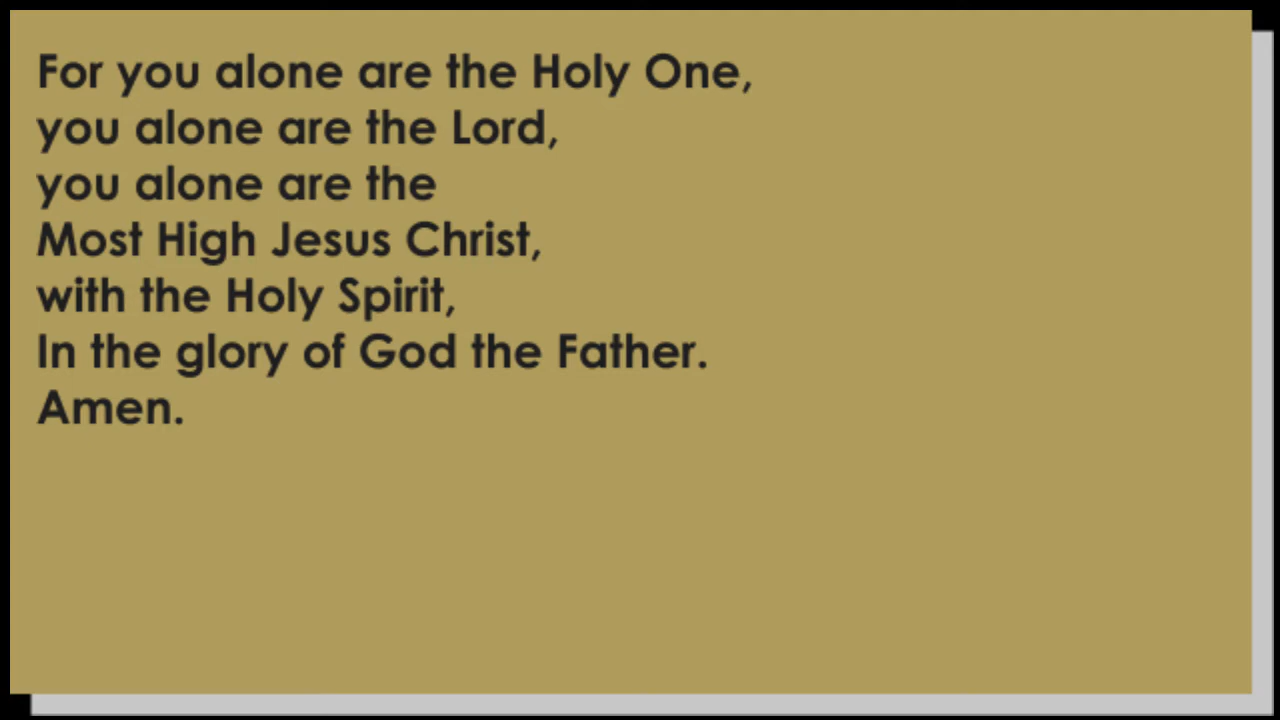 For you alone are the Holy One,
you alone are the Lord,
you alone are the
Most High Jesus Christ,
with the Holy Spirit,
In the glory of God the Father.
Amen.